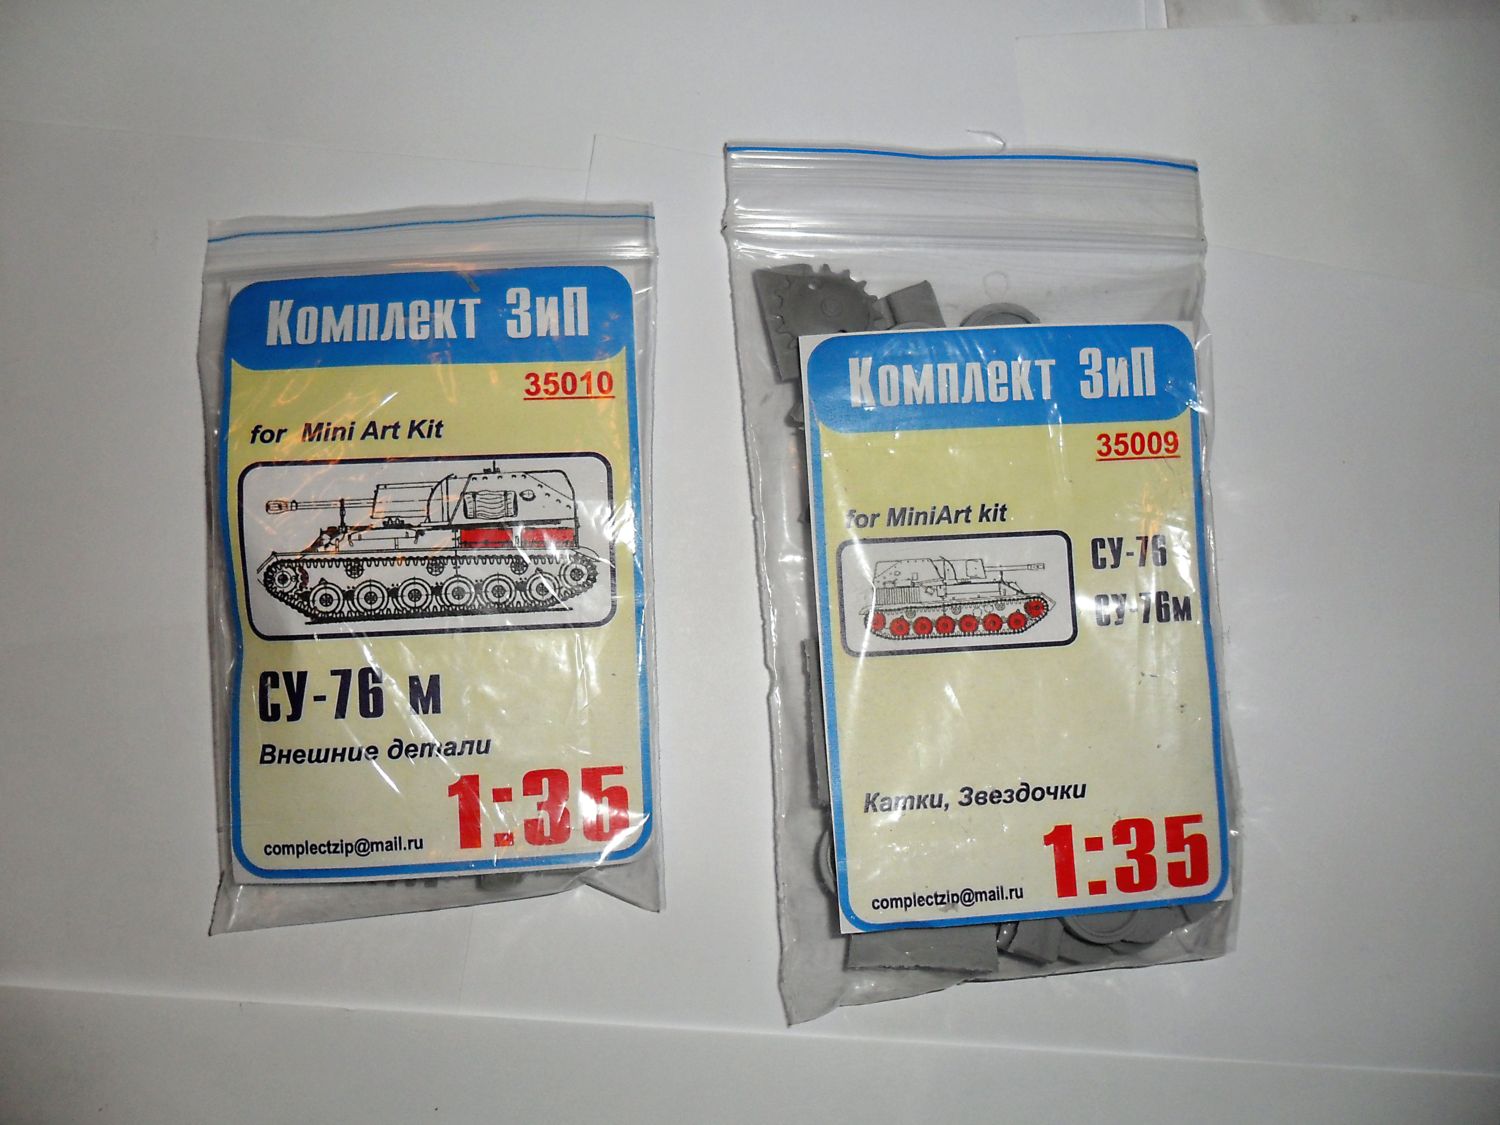 Комплект ЗиП
35010
for Mini Art Kit
СУ-76 м
Внешние детали
1:35
complectzip@mail.ru
Комплект ЗиП
35009
for MiniArt kit
СУ-76
СУ-76м
Катки, Звездочки
1:35
complectzip@mail.ru